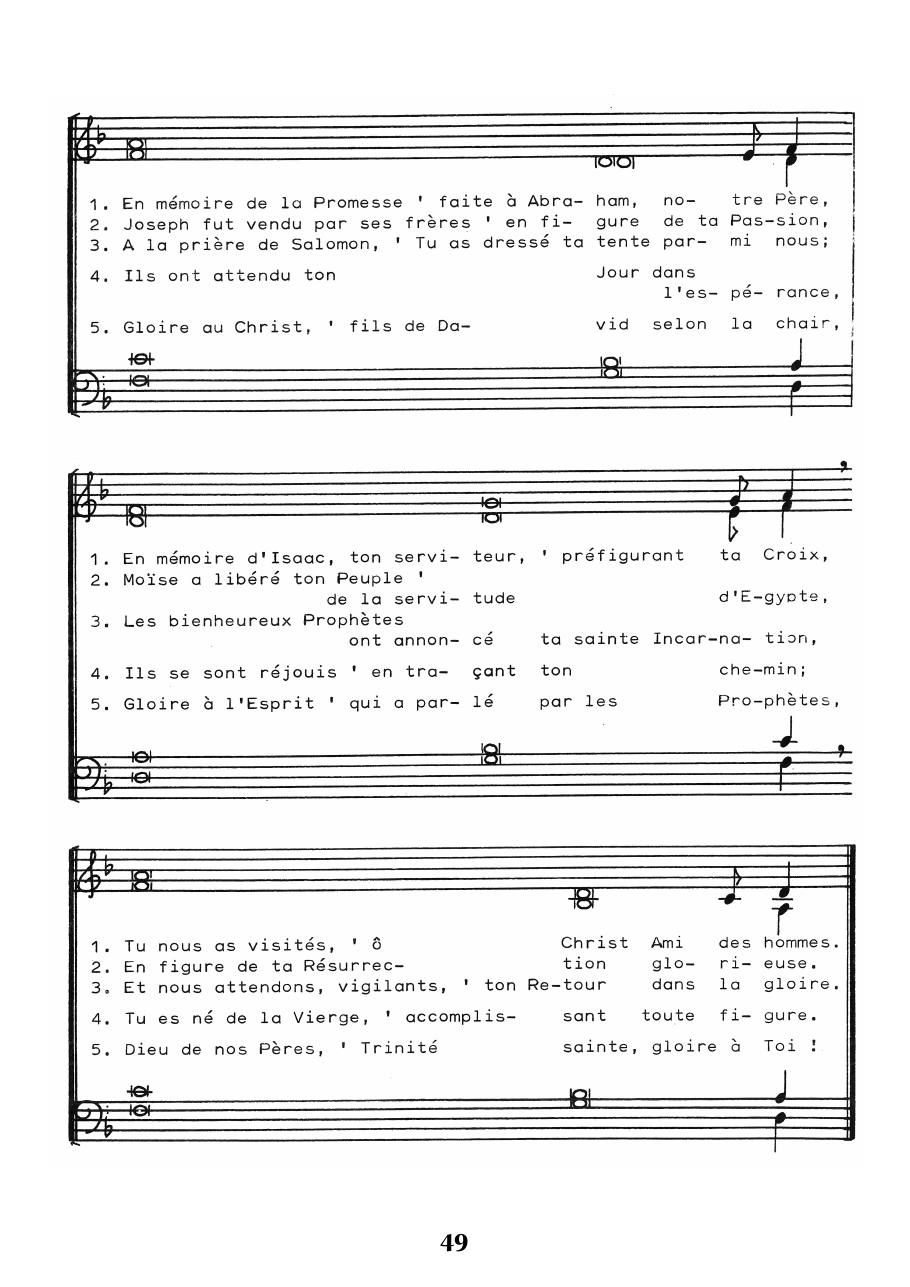 1. En mémoire de la Promesse ' faite à Abra- ham, no- tre Père,
2. Joseph fut vendu par ses frères ' en fi- gure de ta Pas-sion,
3. A la prière de Salomon, ' Tu as dressé ta tente par- mi nous;
4. Ils ont attendu ton Jour dans
l'es- pé- rance,
5. Gloire au Christ, ' fils de Da- vid selon la chair,
1. En mémoire d'Isaac, ton servi- teur, ' préfigurant ta Croix,
2. Moïse a libéré ton Peuple '
de la servi- tude d'E-gypte,
3. Les bienheureux Prophètes
ont annon- cé ta sainte Incar-na- tion,
4. Ils se sont réjouis ' en tra- çant ton che-min;
5. Gloire à l'Esprit ' qui a par- lé par les Pro-phètes,
1. Tu nous as visités, ' ô Christ Ami des hommes.
2. En figure de ta Résurrec- tion glo- ri- euse.
3. Et nous attendons, vigilants, ' ton Re-tour dans la gloire.
4. Tu es né de la Vierge, ' accomplis- sant toute fi- gure.
5. Dieu de nos Pères, ' Trinité sainte, gloire à Toi !
49